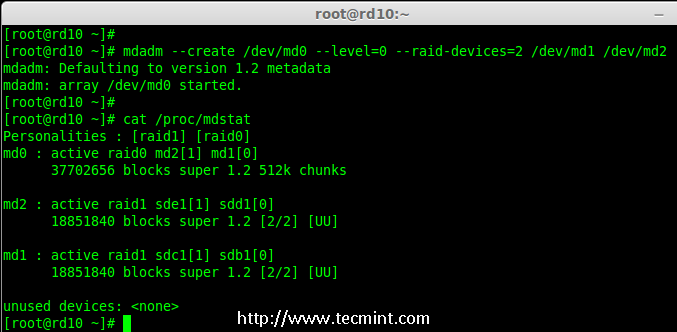 root@rd10:~
[root@rd10 ~]#
[root@rd10 ~]# mdadm --create /dev/md0 --level=0 --raid-devices=2 /dev/md1 /dev/md2
mdadm: Defaulting to version 1.2 metadata
mdadm: array /dev/md0 started.
[root@rd10 ~]#
[root@rd10 ~]# cat /proc/mdstat
Personalities : [raid1] [raid0]
md0 : active raid0 md2[1] md1[0]
      37702656 blocks super 1.2 512k chunks

md2 : active raid1 sde1[1] sdd1[0]
      18851840 blocks super 1.2 [2/2] [UU]

md1 : active raid1 sdc1[1] sdb1[0]
      18851840 blocks super 1.2 [2/2] [UU]

unused devices: <none>
[root@rd10 ~]#
http://www.tecmint.com